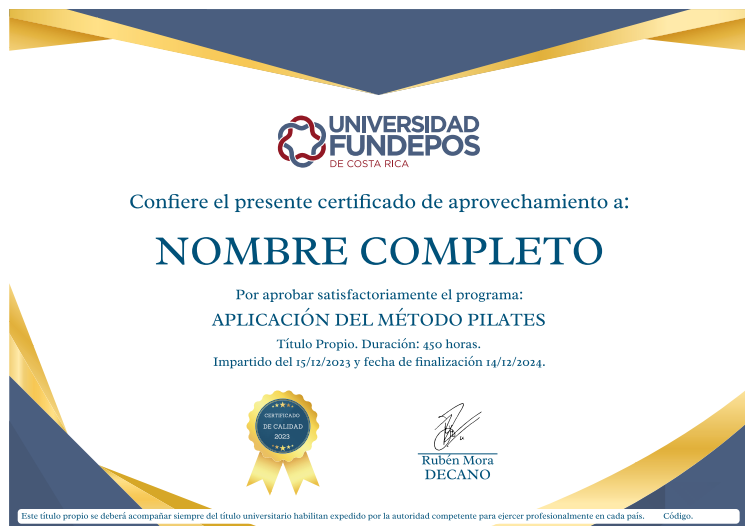 UNIVERSIDAD
FUNDEPOS
DE COSTA RICA
Confiere el presente certificado de aprovechamiento a:
NOMBRE COMPLETO
Por aprobar satisfactoriamente el programa:
APLICACIÓN DEL MÉTODO PILATES
Título Propio. Duración: 450 horas.
Impartido del 15/12/2023 y fecha de finalización 14/12/2024.
CERTIFICADO
DE CALIDAD
2023
Rubén Mora
DECANO
Este título propio se deberá acompañar siempre del título universitario habilitan expedido por la autoridad competente para ejercer profesionalmente en cada país. Código.